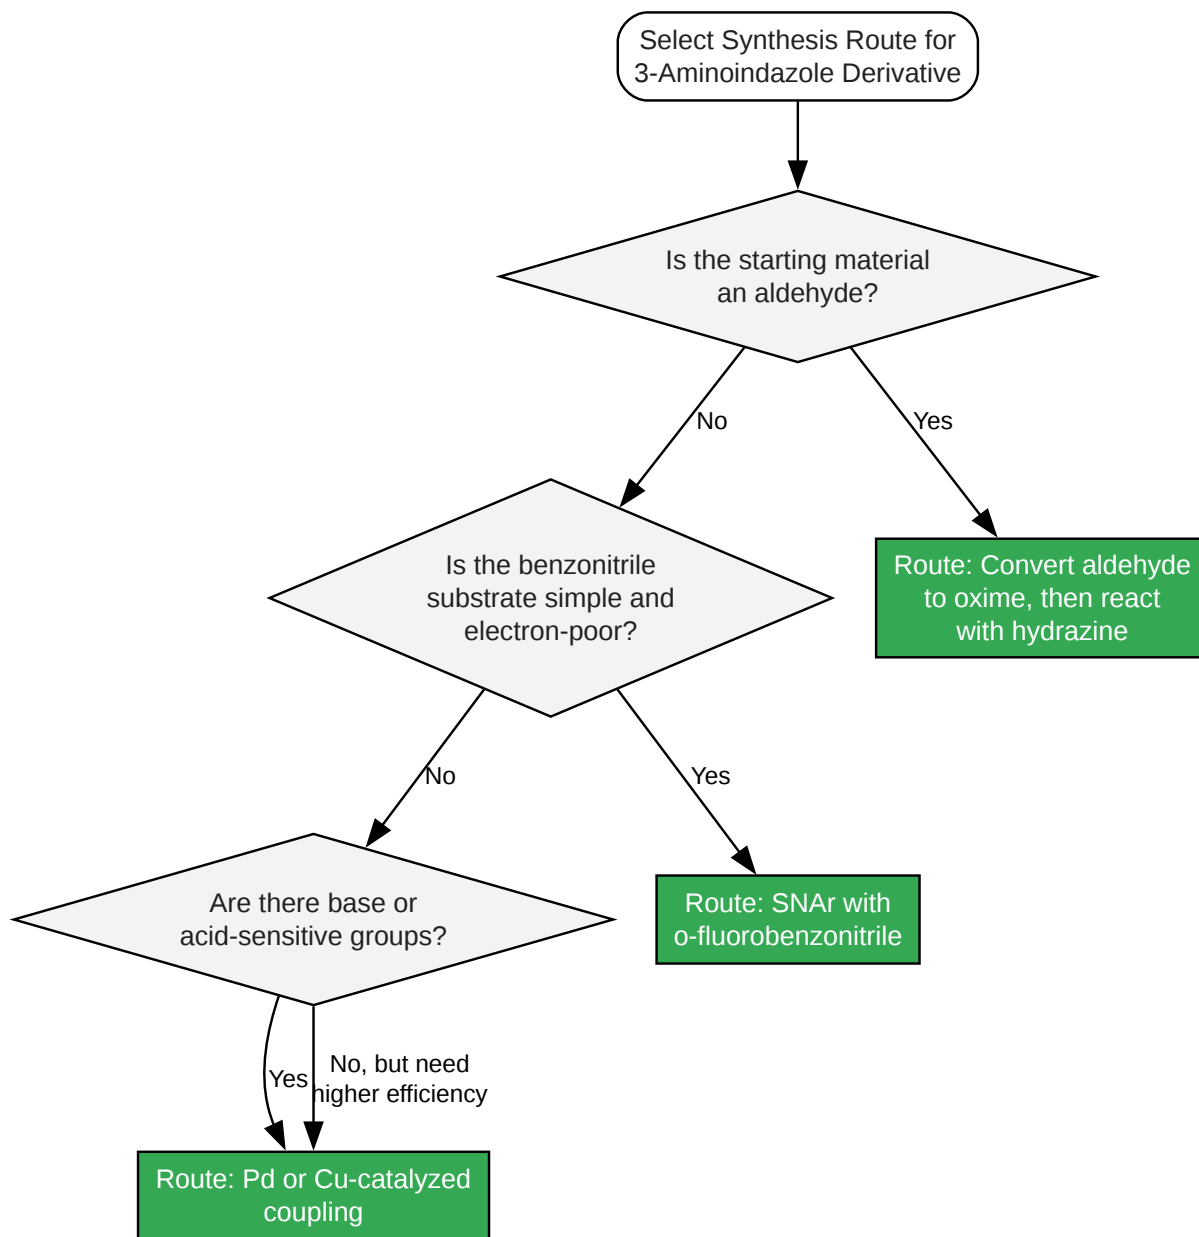 Select Synthesis Route for
3-Aminoindazole Derivative
Is the starting material
an aldehyde?
No
Yes
Is the benzonitrile
substrate simple and
electron-poor?
Route: Convert aldehyde
to oxime, then react
with hydrazine
No
Yes
Are there base or
acid-sensitive groups?
Route: SNAr with
o-fluorobenzonitrile
Yes
No, but need
higher efficiency
Route: Pd or Cu-catalyzed
coupling